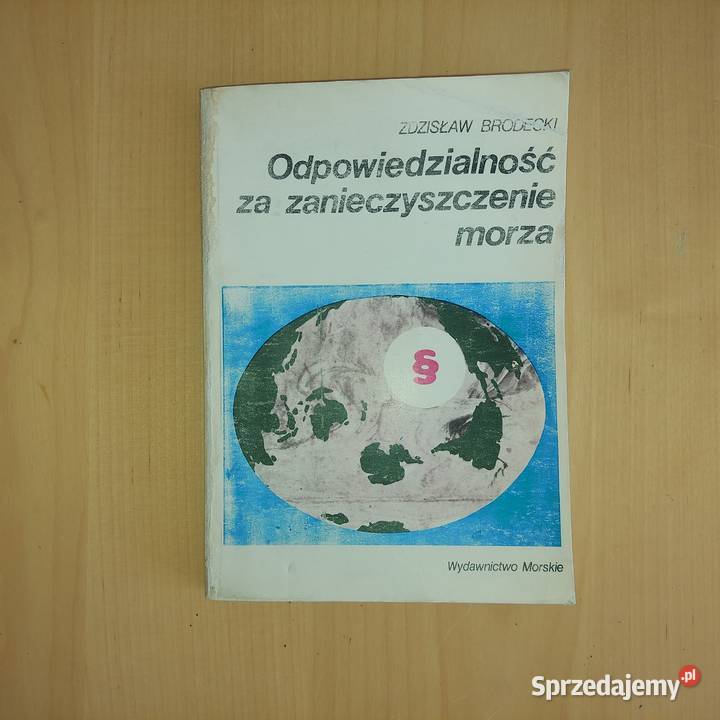 ZDZISŁAW BRODECKI
Odpowiedzialność
za zanieczyszczenie
morza
§
Wydawnictwo Morskie
Sprzedajemy.pl